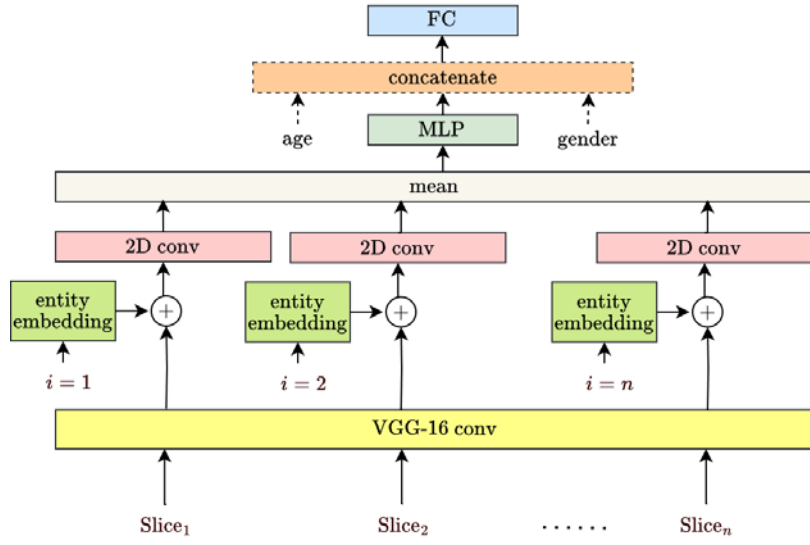 FC
concatenate
age
MLP
gender
mean
2D conv
2D conv
2D conv
entity
embedding
+
entity
embedding
+
entity
embedding
+
i = 1
i = 2
i = n
VGG-16 conv
Slice₁
Slice₂
......
Sliceₙ